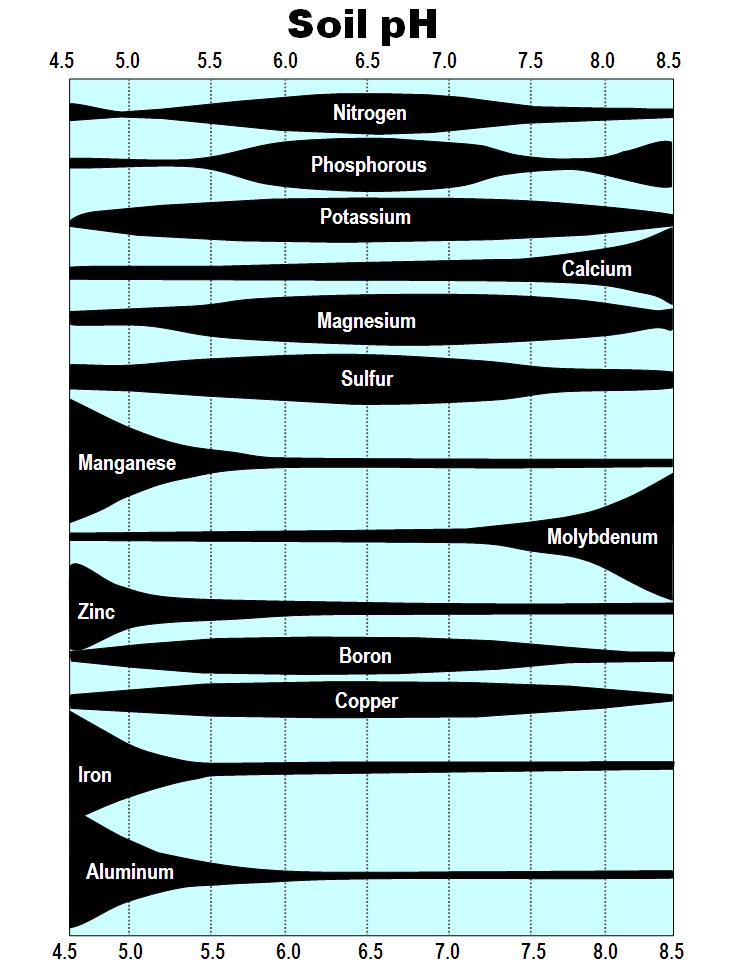 Soil pH
4.5 5.0 5.5 6.0 6.5 7.0 7.5 8.0 8.5
Nitrogen
Phosphorous
Potassium
Calcium
Magnesium
Sulfur
Manganese
Molybdenum
Zinc
Boron
Copper
Iron
Aluminum
4.5 5.0 5.5 6.0 6.5 7.0 7.5 8.0 8.5